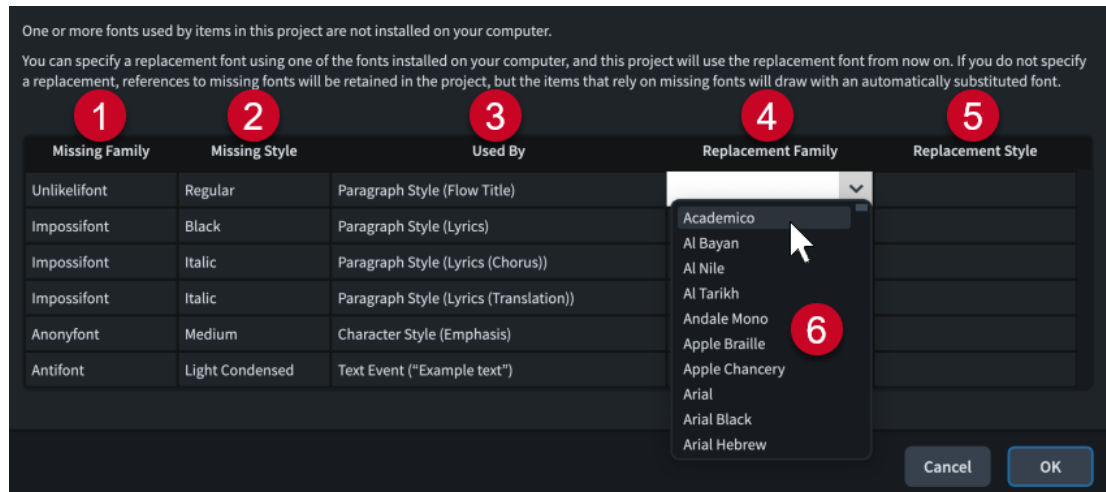 One or more fonts used by items in this project are not installed on your computer.
You can specify a replacement font using one of the fonts installed on your computer, and this project will use the replacement font from now on. If you do not specify
a replacement, references to missing fonts will be retained in the project, but the items that rely on missing fonts will draw with an automatically substituted font.
1 2 3 4 5
Missing Family Missing Style Used By Replacement Family Replacement Style
Unlikelifont Regular Paragraph Style (Flow Title)
Impossifont Black Paragraph Style (Lyrics)
Impossifont Italic Paragraph Style (Lyrics (Chorus))
Impossifont Italic Paragraph Style (Lyrics (Translation))
Anonyfont Medium Character Style (Emphasis)
Antifont Light Condensed Text Event (“Example text”)
Academico
Al Bayan
Al Nile
Al Tarikh
Andale Mono
6
Apple Braille
Apple Chancery
Arial
Arial Black
Arial Hebrew
Cancel OK